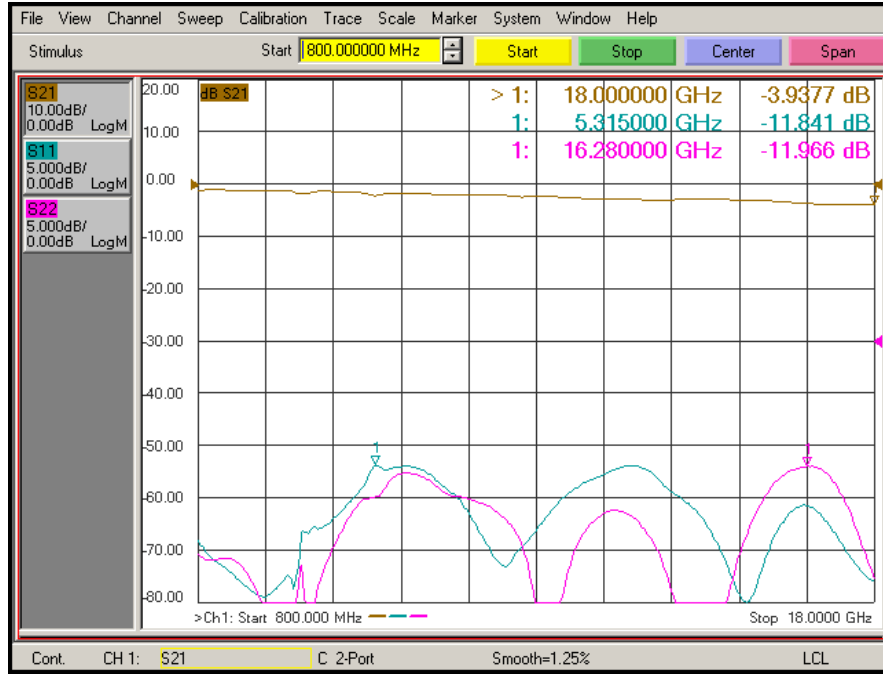 File View Channel Sweep Calibration Trace Scale Marker System Window Help
Stimulus Start 800.000000 MHz Start Stop Center Span
S21
10.00dB/
0.00dB LogM
S11
5.000dB/
0.00dB LogM
S22
5.000dB/
0.00dB LogM
dB S21
> 1: 18.000000 GHz -3.9377 dB
1: 5.315000 GHz -11.841 dB
1: 16.280000 GHz -11.966 dB
20.00
10.00
0.00
-10.00
-20.00
-30.00
-40.00
-50.00
-60.00
-70.00
-80.00
1
1
>Ch1: Start 800.000 MHz Stop 18.0000 GHz
Cont. CH 1: S21 C 2-Port Smooth=1.25% LCL